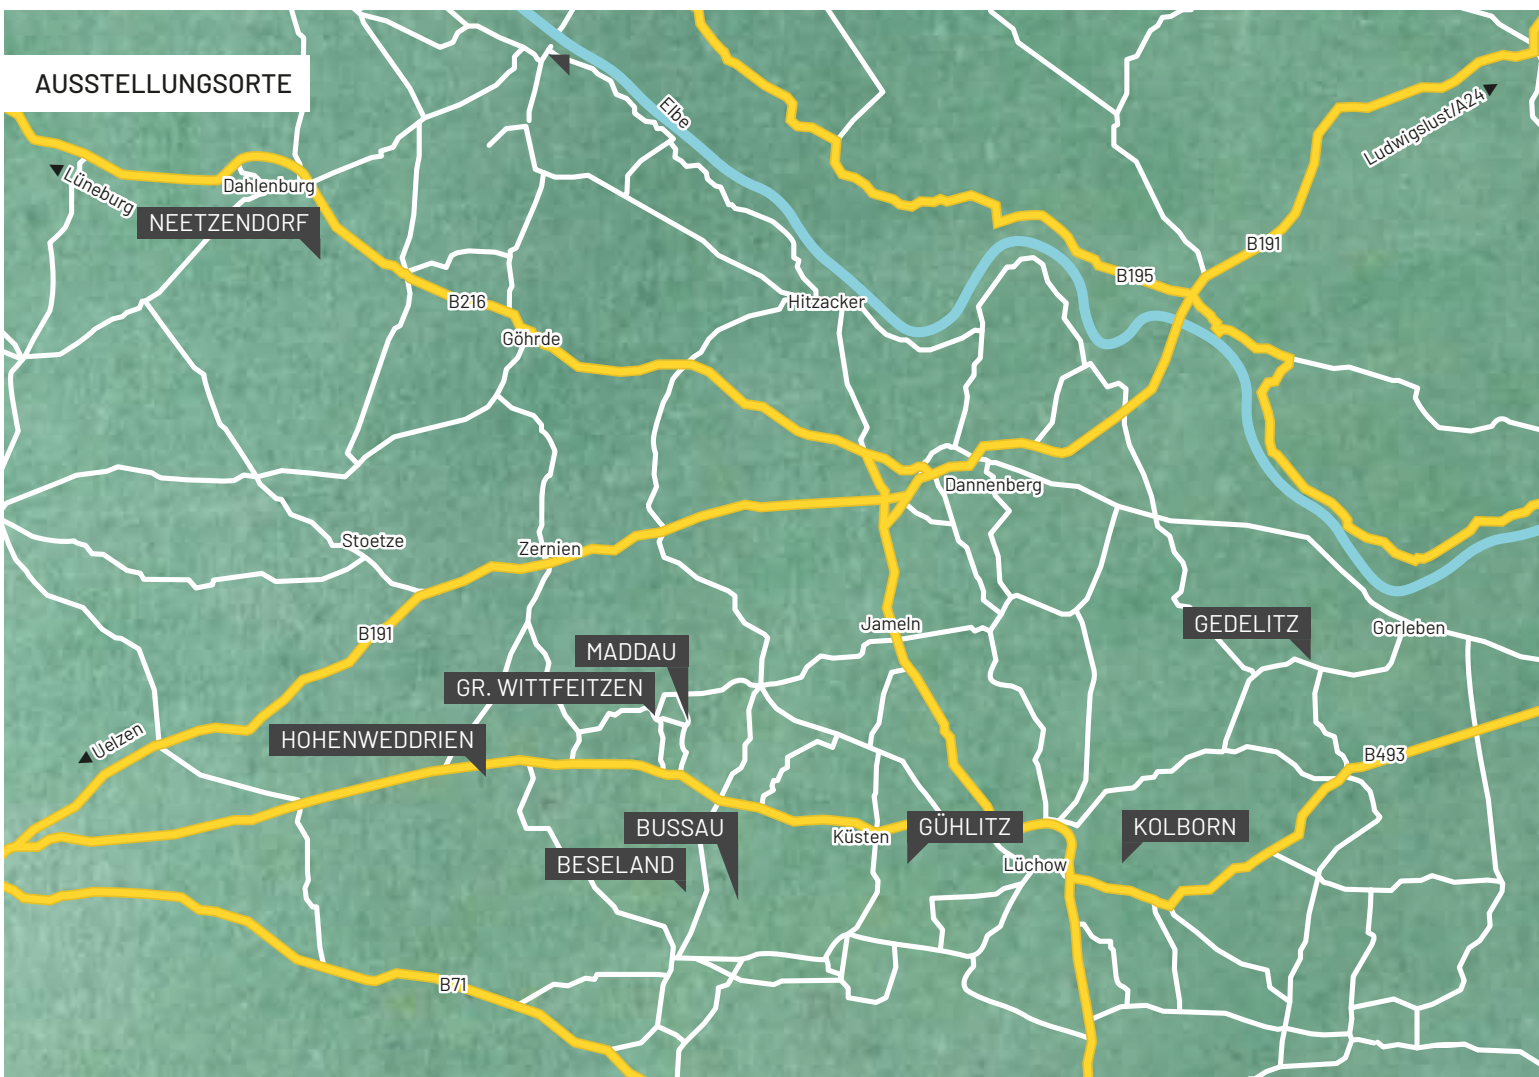 AUSSTELLUNGSORTE
Elbe
Ludwigslust/A24
Lüneburg
Dahlenburg
NEETZENDORF
B191
B195
B216
Hitzacker
Göhrde
Dannenberg
Stoetze
Zernien
B191
Jameln
GEDELITZ
Gorleben
MADDAU
GR. WITTFEITZEN
Uelzen
HOHENWEDDRIEN
B493
BUSSAU
Küsten
GÜHLITZ
KOLBORN
BESELAND
Lüchow
B71